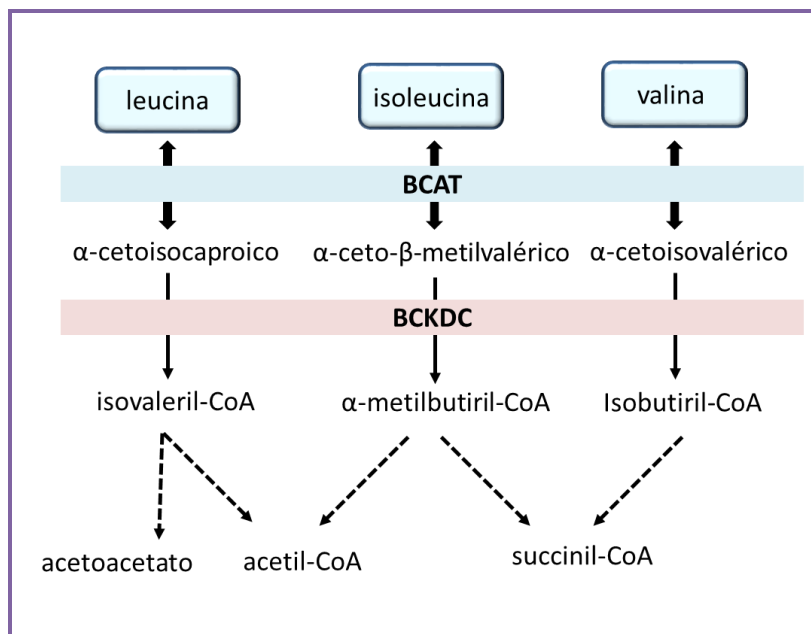 leucina isoleucina valina
BCAT
α-cetoisocaproico α-ceto-β-metilvalérico α-cetoisovalérico
BCKDC
isovaleril-CoA α-metilbutiril-CoA Isobutiril-CoA
acetoacetato acetil-CoA succinil-CoA